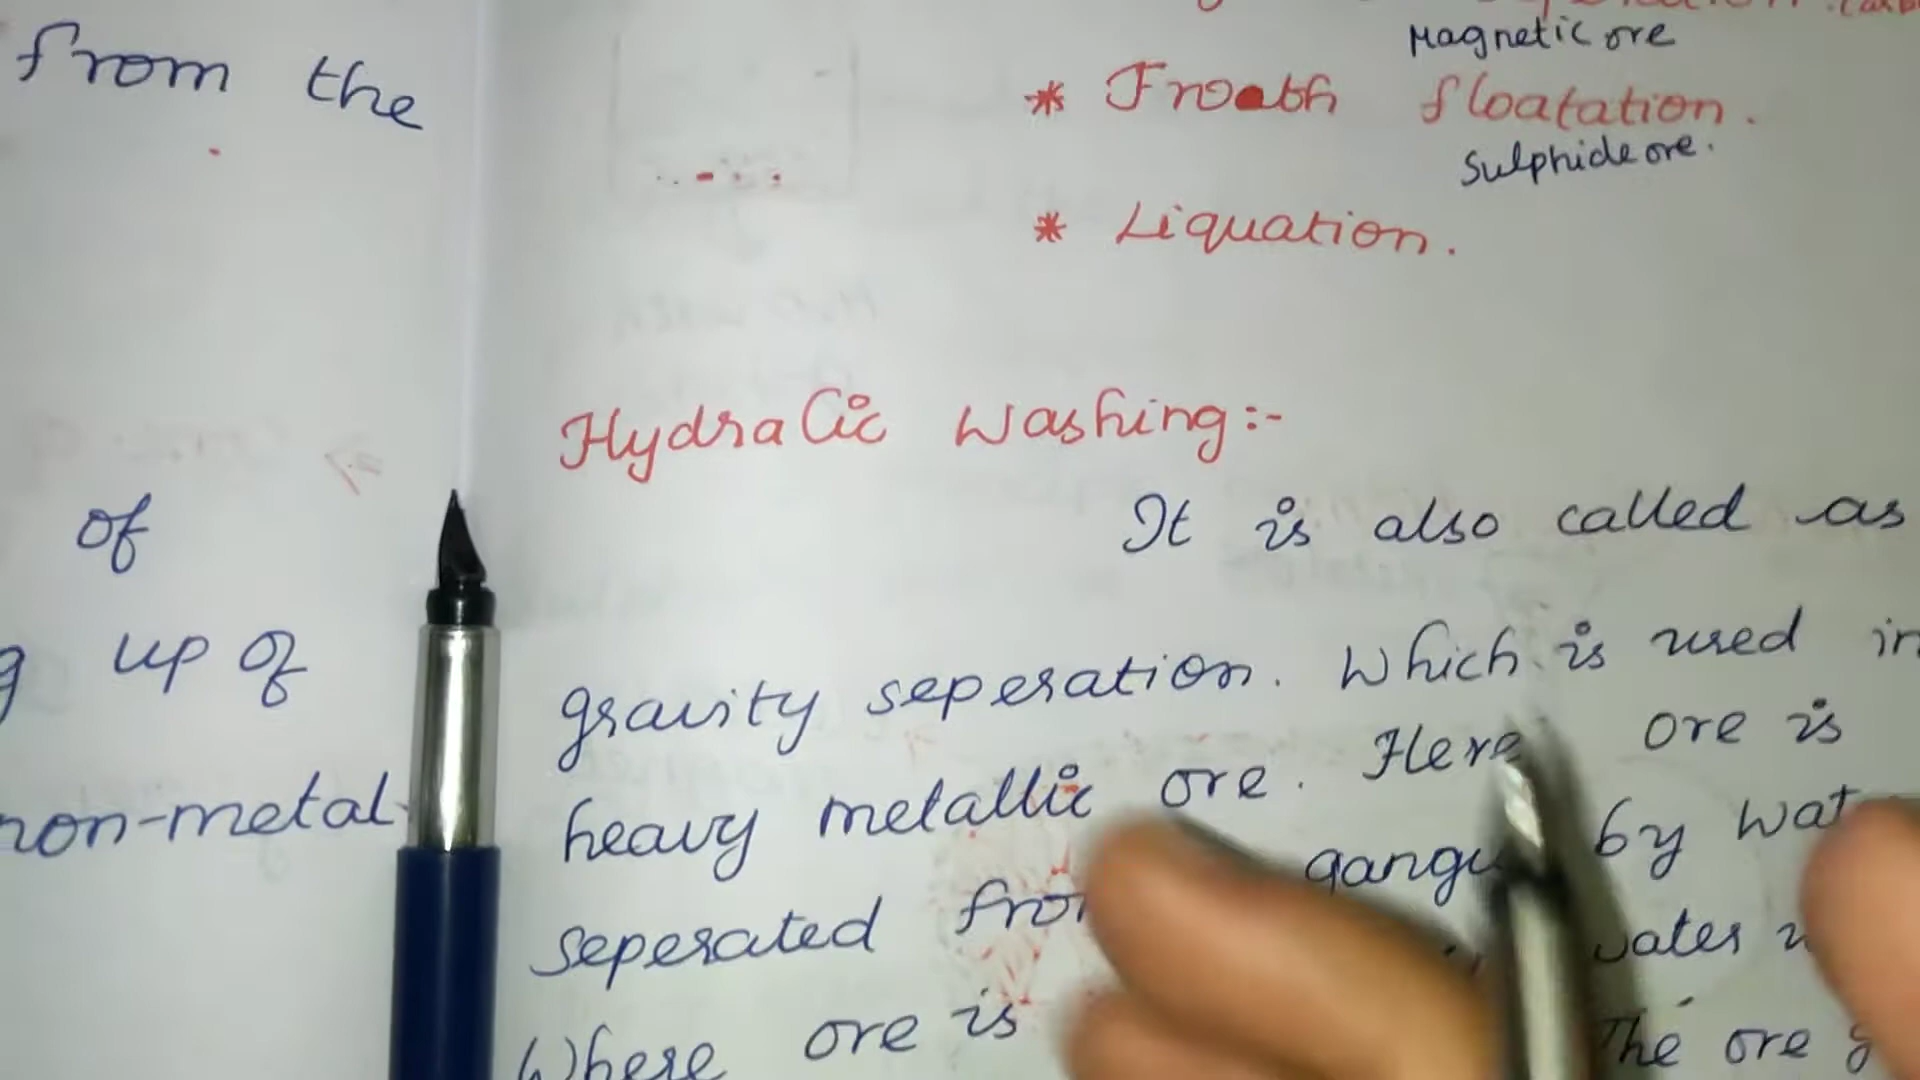 from the
of
up of
non-metal
Magnetic ore
* Froath floatation.
Sulphide ore.
* Liquation.
Hydralic washing:-
It is also called as
gravity seperation. Which is used in
heavy metallic ore. Here ore is
seperated by
water
Where ore is The ore